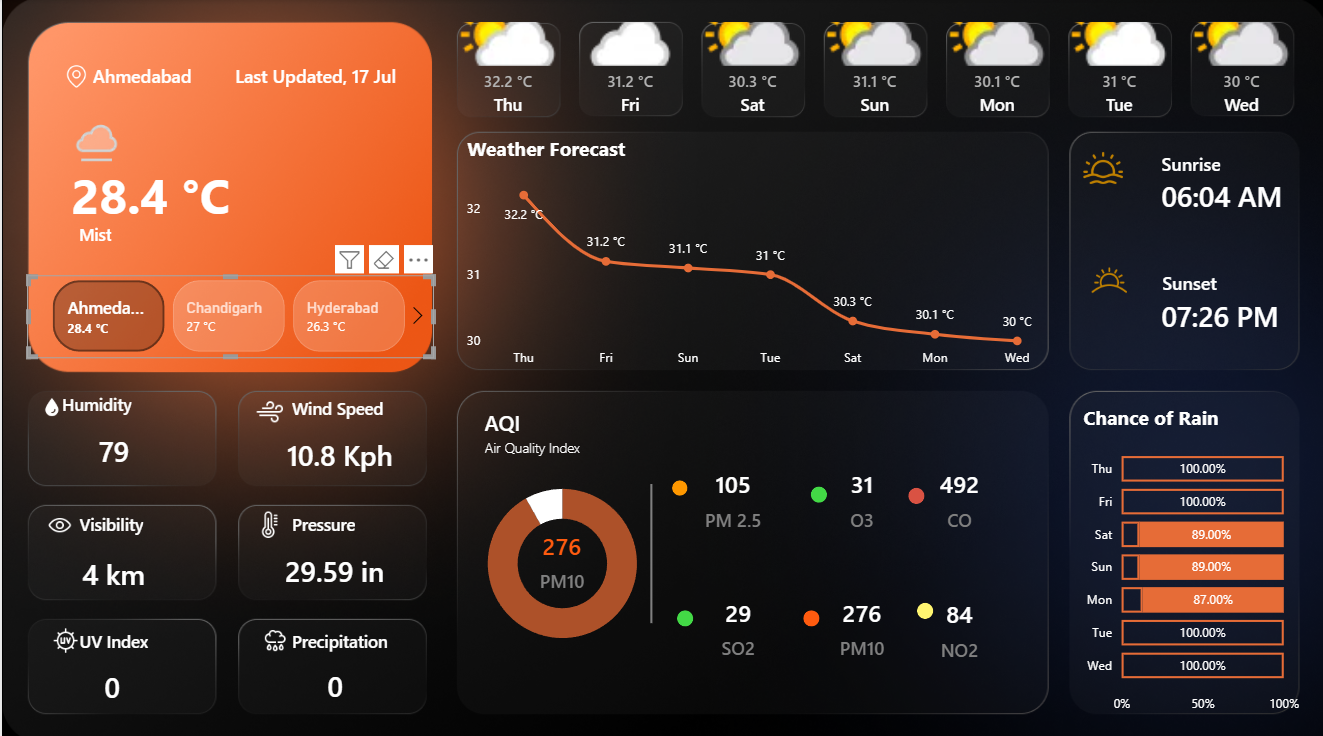 Ahmedabad
Last Updated, 17 Jul
28.4 °C
Mist
Ahmeda...
28.4 °C
Chandigarh
27 °C
Hyderabad
26.3 °C
32.2 °C
Thu
31.2 °C
Fri
30.3 °C
Sat
31.1 °C
Sun
30.1 °C
Mon
31 °C
Tue
30 °C
Wed
Weather Forecast
32
31
30
32.2 °C
31.2 °C
31.1 °C
31 °C
30.3 °C
30.1 °C
30 °C
Thu Fri Sun Tue Sat Mon Wed
Sunrise
06:04 AM
Sunset
07:26 PM
Humidity
79
Wind Speed
10.8 Kph
Visibility
4 km
Pressure
29.59 in
UV
UV Index
0
Precipitation
0
AQI
Air Quality Index
276
PM10
105
PM 2.5
31
O3
492
CO
29
SO2
276
PM10
84
NO2
Chance of Rain
Thu 100.00%
Fri 100.00%
Sat 89.00%
Sun 89.00%
Mon 87.00%
Tue 100.00%
Wed 100.00%
0% 50% 100%